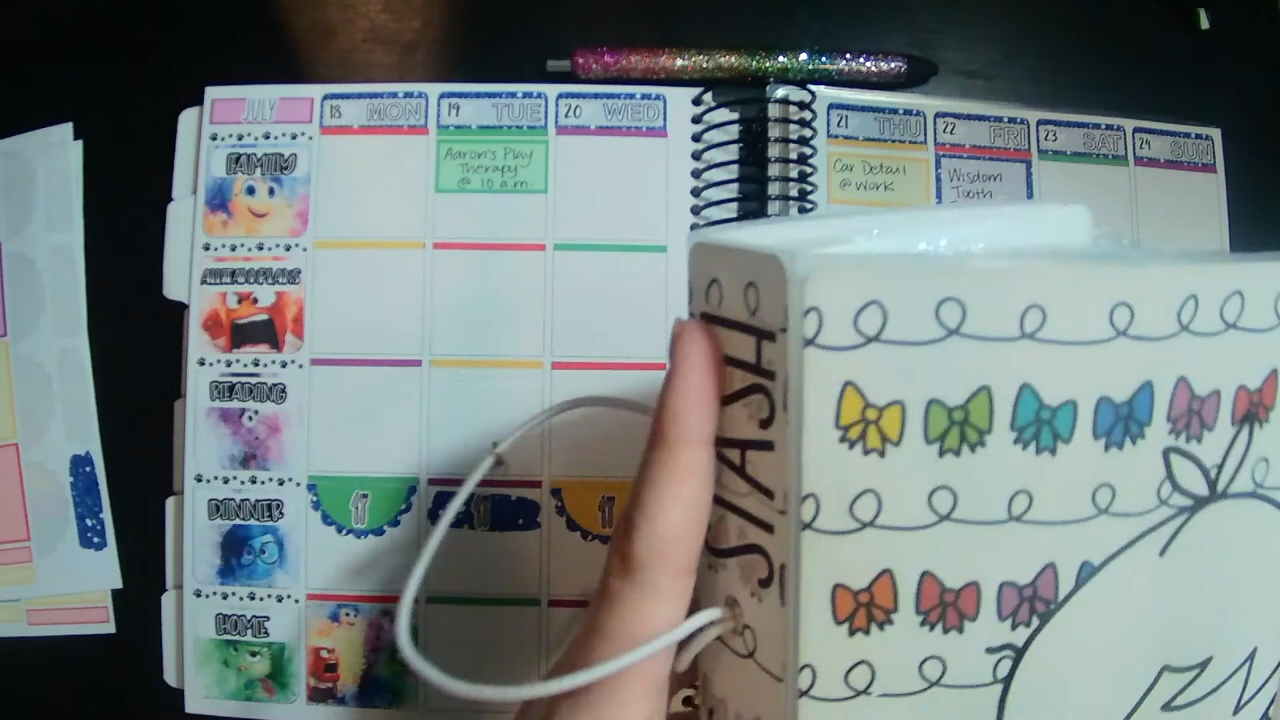 JULY
18 MON
19 TUE
20 WED
21 THU
22 FRI
23 SAT
24 SUN
FAMILY
Aaron's Play
Therapy
@ 10 a.m.
Car Detail
@ work
Wisdom
Tooth
READING
DINNER
HOME
STASH